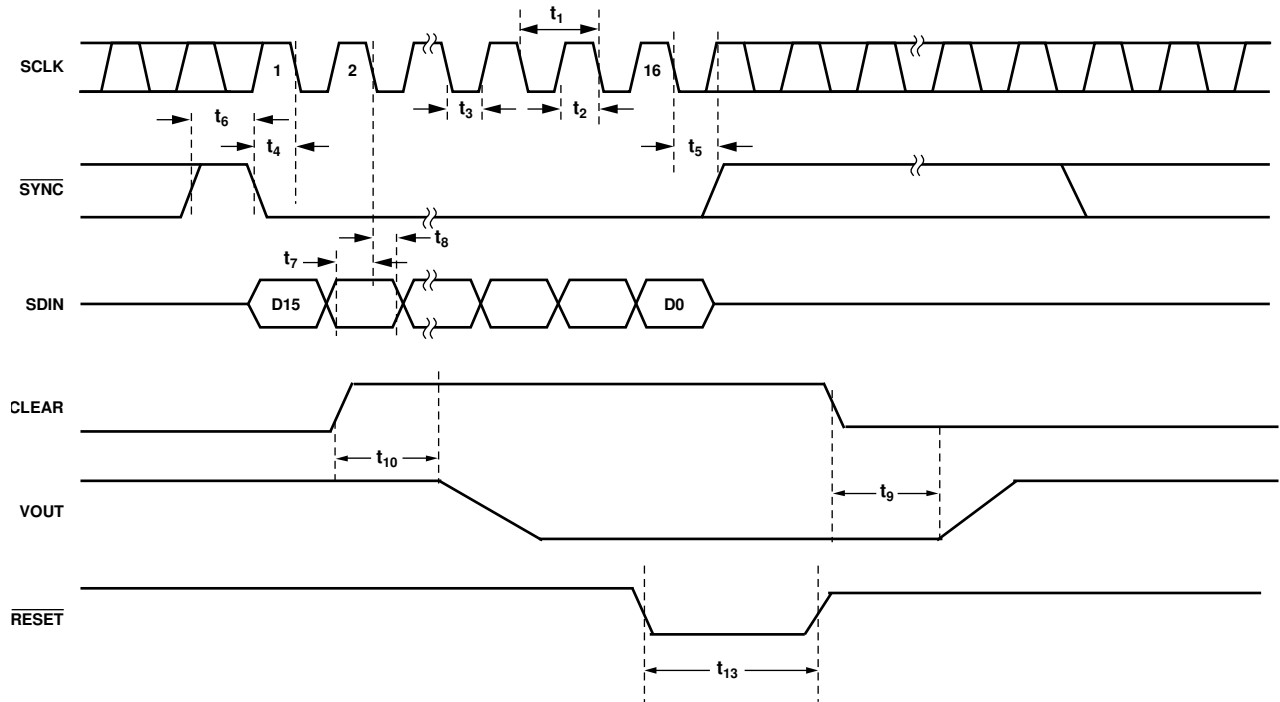 t1
SCLK
1
2
16
t3
t2
t6
t4
t5
SYNC
t8
t7
SDIN
D15
D0
CLEAR
t10
t9
VOUT
RESET
t13